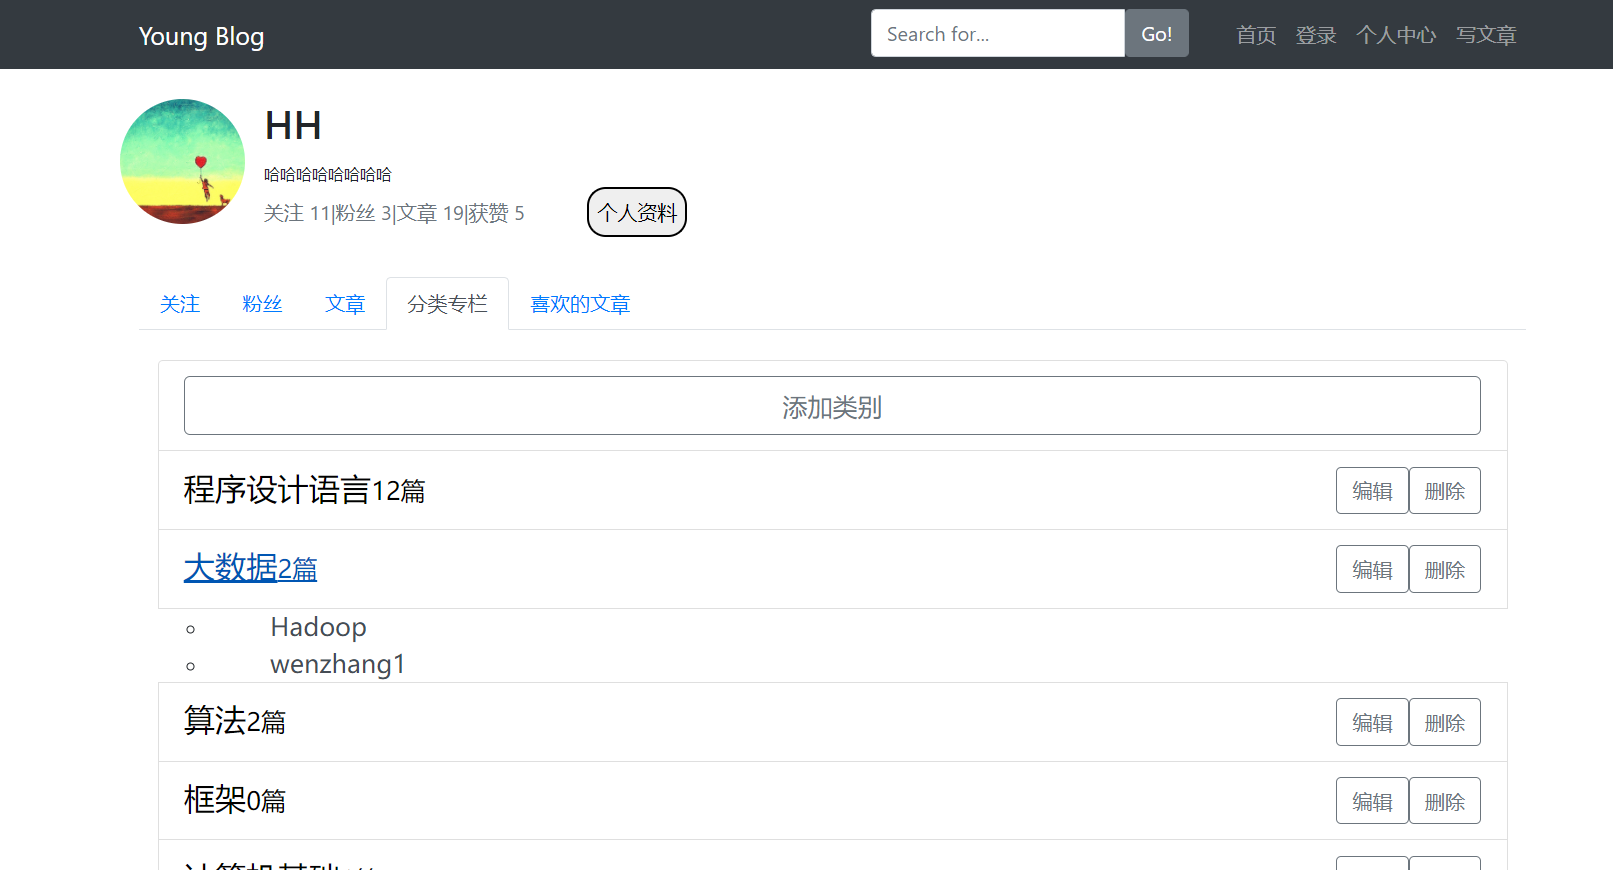 Young Blog Search for... Go! 首页 登录 个人中心 写文章
HH
哈哈哈哈哈哈哈哈
关注 11|粉丝 3|文章 19|获赞 5 个人资料
关注 粉丝 文章 分类专栏 喜欢的文章
添加类别
程序设计语言12篇 编辑 删除
大数据2篇 编辑 删除
Hadoop
wenzhang1
算法2篇 编辑 删除
框架0篇 编辑 删除